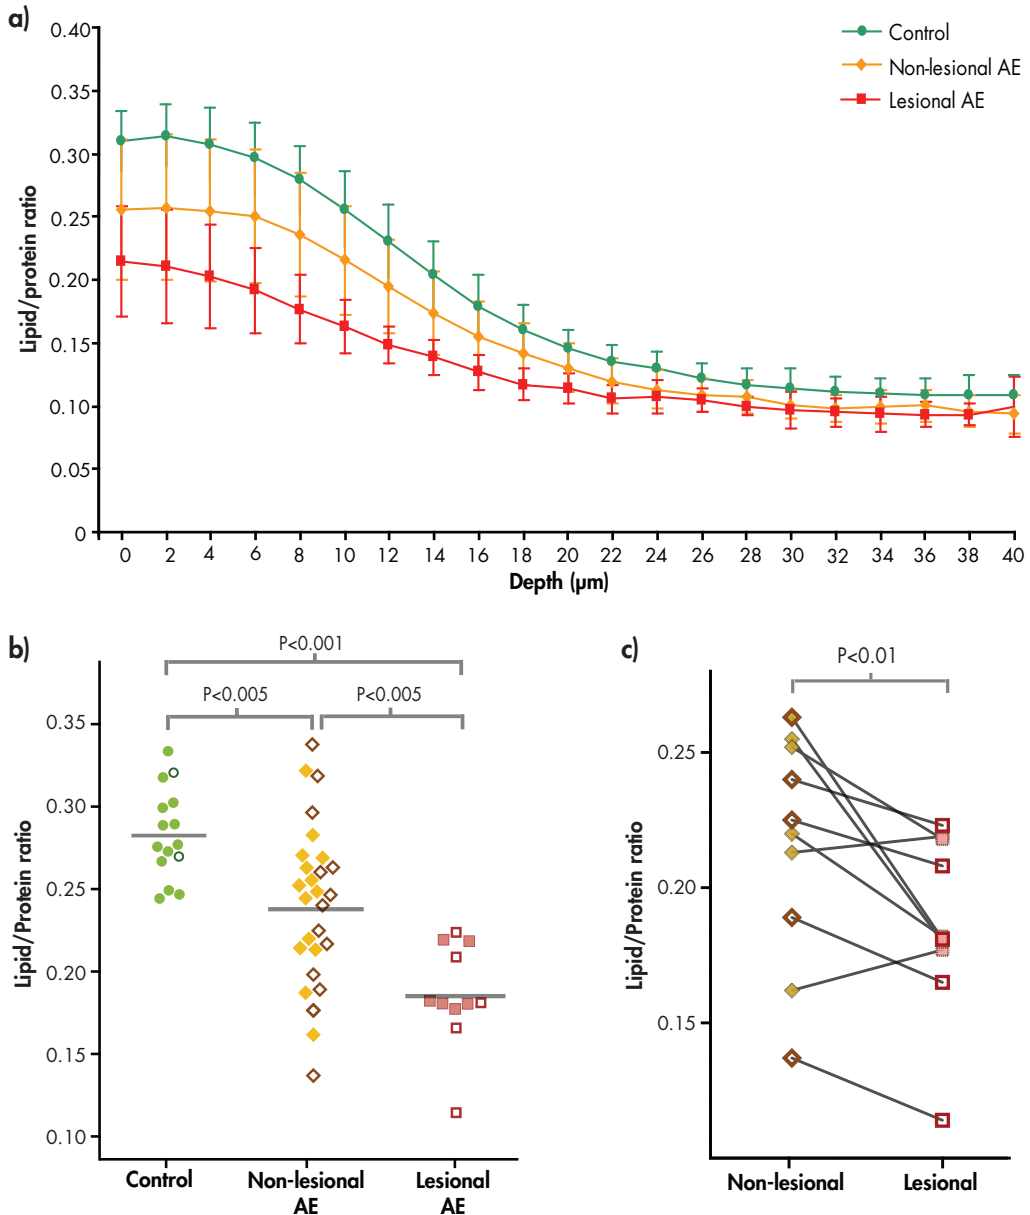 a)
Control
Non-lesional AE
Lesional AE
0.40
0.35
0.30
0.25
0.20
0.15
0.10
0.05
0
Lipid/protein ratio
0 2 4 6 8 10 12 14 16 18 20 22 24 26 28 30 32 34 36 38 40
Depth (μm)
b)
P<0.001
P<0.005 P<0.005
0.35
0.30
0.25
0.20
0.15
0.10
Lipid/Protein ratio
Control Non-lesional AE Lesional AE
c)
P<0.01
0.25
0.20
0.15
Lipid/Protein ratio
Non-lesional Lesional